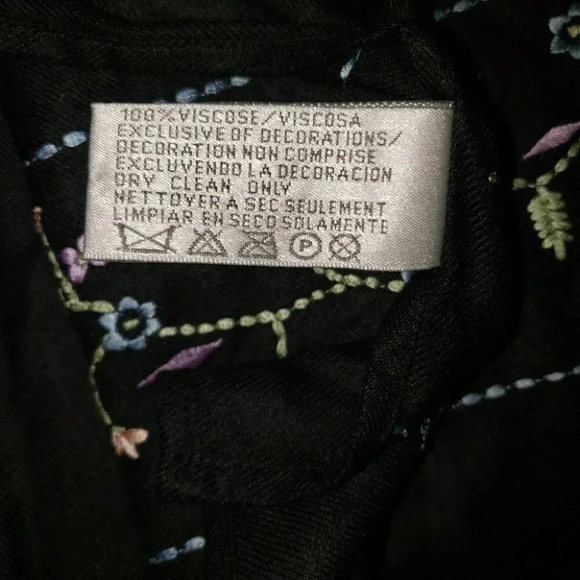 100% VISCOSE/VISCOSA
EXCLUSIVE OF DECORATIONS/
DECORATION NON COMPRISE
EXCLUVENDO LA DECORACION
DRY CLEAN ONLY
NETTOYER A SEC SEULEMENT
LIMPIAR EN SECO SOLAMENTE
P